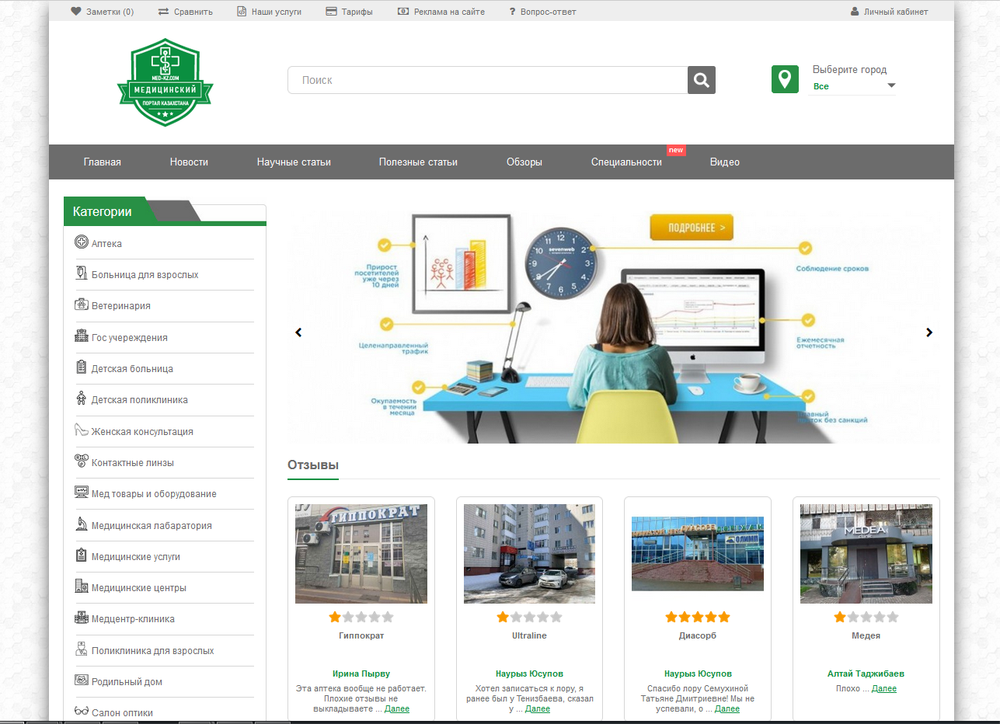 Заметки (0)
Сравнить
Наши услуги
Тарифы
Реклама на сайте
? Вопрос-ответ
Личный кабинет
MED-KZ.COM
МЕДИЦИНСКИЙ
ПОРТАЛ КАЗАХСТАНА
Поиск
Выберите город
Все
Главная
Новости
Научные статьи
Полезные статьи
Обзоры
Специальности
new
Видео
Категории
Аптека
Больница для взрослых
Ветеринария
Гос учереждения
Детская больница
Детская поликлиника
Женская консультация
Контактные линзы
Мед товары и оборудование
Медицинская лабаратория
Медицинские услуги
Медицинские центры
Медцентр-клиника
Поликлиника для взрослых
Родильный дом
Салон оптики
ПОДРОБНЕЕ >
Прирост
посетителей
уже через
10 дней
sevenweb
Соблюдение сроков
Целенаправленный
трафик
Ежемесячная
отчетность
Окупаемость
в течении
месяца
без санкций
Отзывы
ГИППОКРАТ
ДИАСОРБ
ОЛИМП
MEDEA
Гиппократ
Ultraline
Диасорб
Медея
Ирина Пырву
Эта аптека вообще не работает.
Плохие отзывы не
выкладываете ... Далее
Наурыз Юсупов
Хотел записаться к лору, я
ранее был у Тенизбаева, сказал
у ... Далее
Наурыз Юсупов
Спасибо лору Семухиной
Татьяне Дмитриевне! Мы не
успевали, о ... Далее
Алтай Таджибаев
Плохо ... Далее